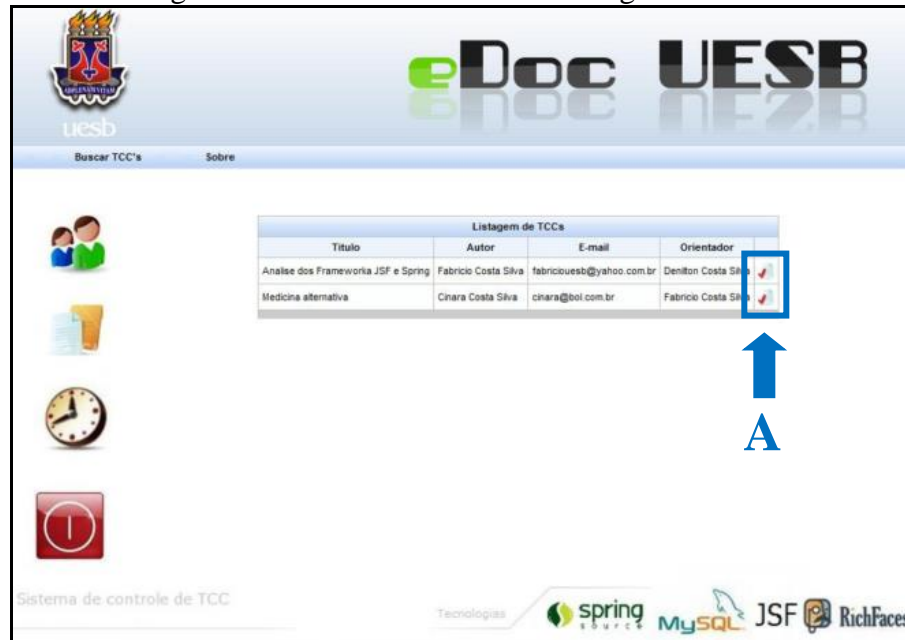 eDoc UESB
uesb
Buscar TCC's Sobre
Listagem de TCCs
Titulo Autor E-mail Orientador
Analise dos Frameworka JSF e Spring Fabricio Costa Silva fabriciouesb@yahoo.com.br Denilton Costa Silva
Medicina alternativa Cinara Costa Silva cinara@bol.com.br Fabricio Costa Silva
A
Sistema de controle de TCC
Tecnologias spring source MySQL JSF RichFaces